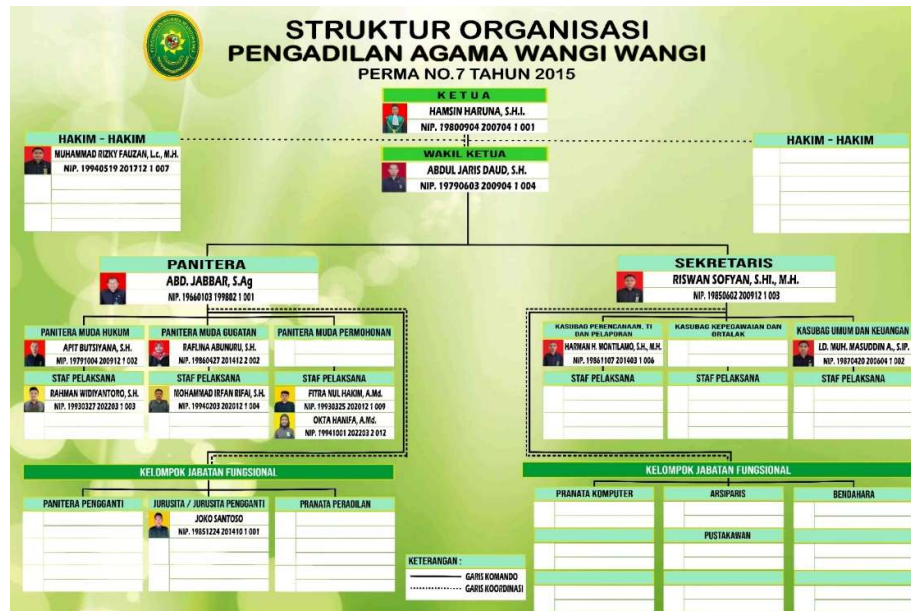 STRUKTUR ORGANISASI
PENGADILAN AGAMA WANGI WANGI
PERMA NO.7 TAHUN 2015
KETUA
HAMSIN HARUNA, S.H.I.
NIP. 19800904 200704 1 001
WAKIL KETUA
ABDUL JARIS DAUD, S.H.
NIP. 19790603 200904 1 004
HAKIM - HAKIM
MUHAMMAD RIZKY FAUZAN, L.c., M.H.
NIP. 19940519 201712 1 007
HAKIM - HAKIM
PANITERA
ABD. JABBAR, S.Ag
NIP. 19660103 199802 1 001
SEKRETARIS
RISWAN SOFYAN, S.HI., M.H.
NIP. 19850602 200912 1 003
PANITERA MUDA HUKUM
APIT BUTSIYANA, S.H.
NIP. 19791004 200912 1 002
STAF PELAKSANA
RAHMAN WIDIYANTORO, S.H.
NIP. 19930327 202203 1 003
PANITERA MUDA GUGATAN
RAFLINA ABUNURU, S.H.
NIP. 19860427 201412 2 002
STAF PELAKSANA
MOHAMMAD IRFAN RIFAI, S.H.
NIP. 19940203 202012 1 004
PANITERA MUDA PERMOHONAN
STAF PELAKSANA
FITRA NUL HAKIM, A.Md.
NIP. 19930325 202012 1 009
OKTA HANIFA, A.Md.
NIP. 19941001 202203 2 012
KASUBAG PERENCANAAN, TI
DAN PELAPORAN
HARMAN H. MONTILAMO, S.H., M.H.
NIP. 19861107 201403 1 006
STAF PELAKSANA
KASUBAG KEPEGAWAIAN DAN
ORTALAK
STAF PELAKSANA
KASUBAG UMUM DAN KEUANGAN
LD. MUH. MASUDDIN A., S.IP.
NIP. 19870420 200604 1 002
STAF PELAKSANA
KELOMPOK JABATAN FUNGSIONAL
PANITERA PENGGANTI
JURUSITA / JURUSITA PENGGANTI
JOKO SANTOSO
NIP. 19851224 201410 1 001
PRANATA PERADILAN
KELOMPOK JABATAN FUNGSIONAL
PRANATA KOMPUTER
ARSIPARIS
PUSTAKAWAN
BENDAHARA
KETERANGAN :
GARIS KOMANDO
GARIS KOORDINASI